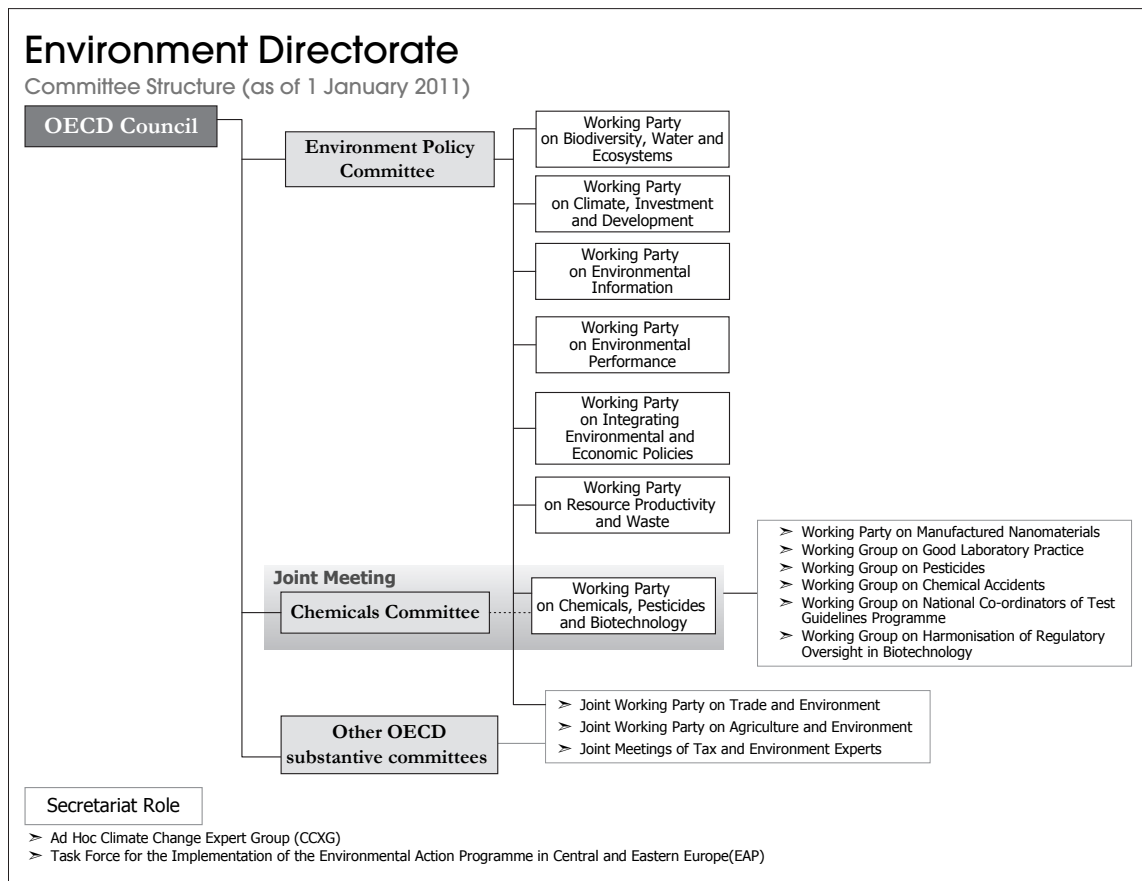 Environment Directorate
Committee Structure (as of 1 January 2011)
OECD Council
Environment Policy
Committee
Working Party
on Biodiversity, Water and
Ecosystems
Working Party
on Climate, Investment
and Development
Working Party
on Environmental
Information
Working Party
on Environmental
Performance
Working Party
on Integrating
Environmental and
Economic Policies
Working Party
on Resource Productivity
and Waste
Joint Meeting
Chemicals Committee
Working Party
on Chemicals, Pesticides
and Biotechnology
➣ Working Party on Manufactured Nanomaterials
➣ Working Group on Good Laboratory Practice
➣ Working Group on Pesticides
➣ Working Group on Chemical Accidents
➣ Working Group on National Co-ordinators of Test
Guidelines Programme
➣ Working Group on Harmonisation of Regulatory
Oversight in Biotechnology
Other OECD
substantive committees
➣ Joint Working Party on Trade and Environment
➣ Joint Working Party on Agriculture and Environment
➣ Joint Meetings of Tax and Environment Experts
Secretariat Role
➣ Ad Hoc Climate Change Expert Group (CCXG)
➣ Task Force for the Implementation of the Environmental Action Programme in Central and Eastern Europe(EAP)